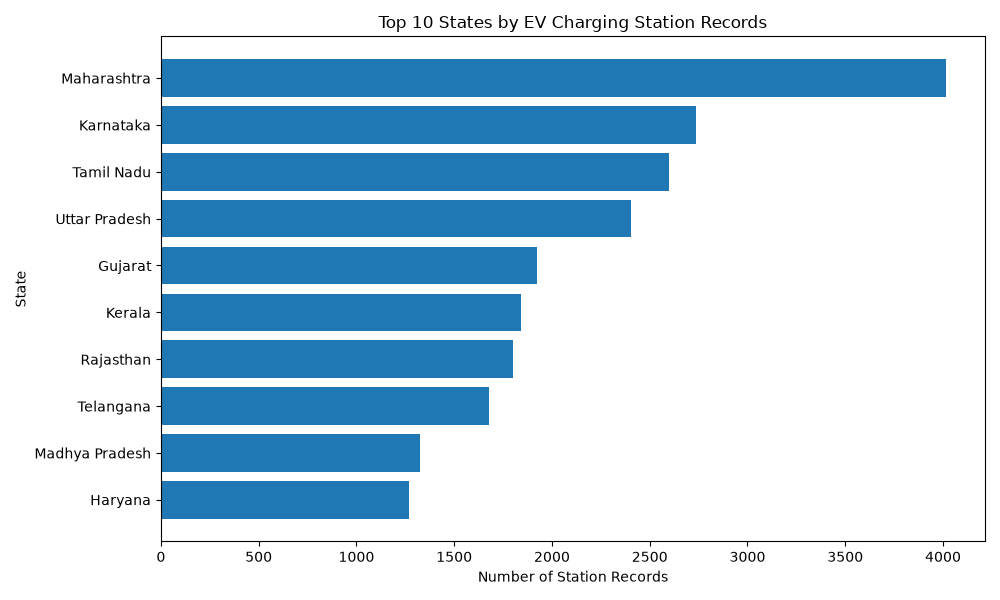 Top 10 States by EV Charging Station Records
State
Maharashtra
Karnataka
Tamil Nadu
Uttar Pradesh
Gujarat
Kerala
Rajasthan
Telangana
Madhya Pradesh
Haryana
0 500 1000 1500 2000 2500 3000 3500 4000
Number of Station Records